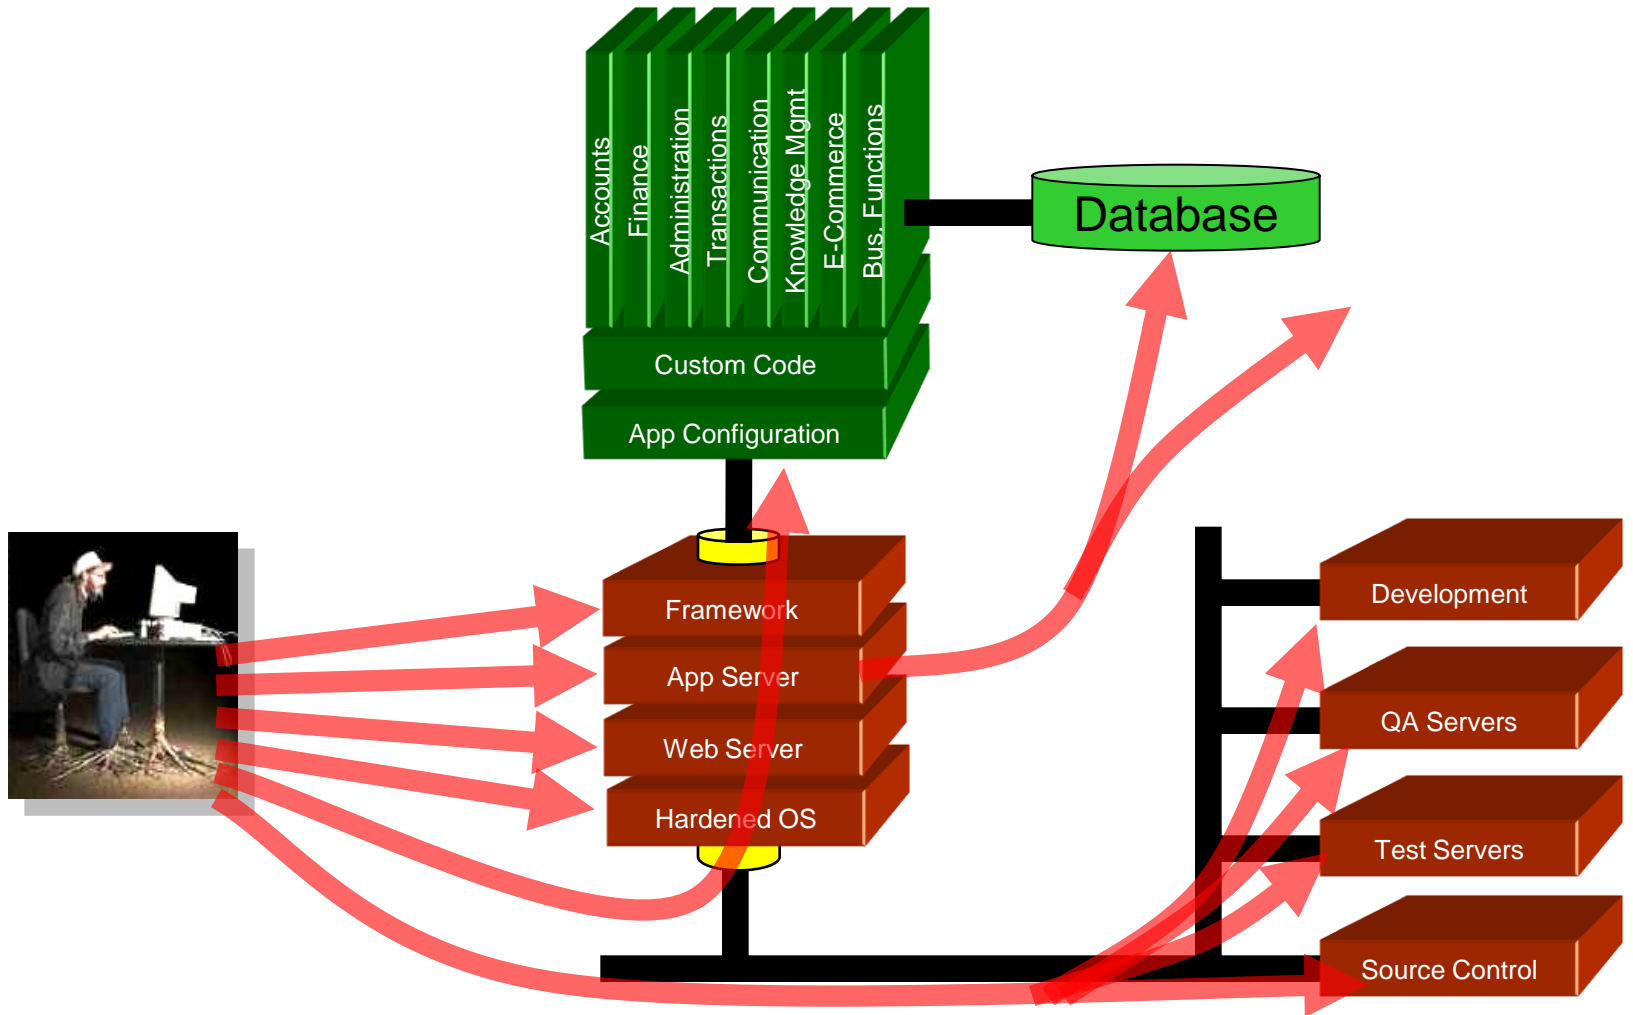 Accounts
Finance
Administration
Transactions
Communication
Knowledge Mgmt
E-Commerce
Bus. Functions
Database
Custom Code
App Configuration
Framework
App Server
Web Server
Hardened OS
Development
QA Servers
Test Servers
Source Control